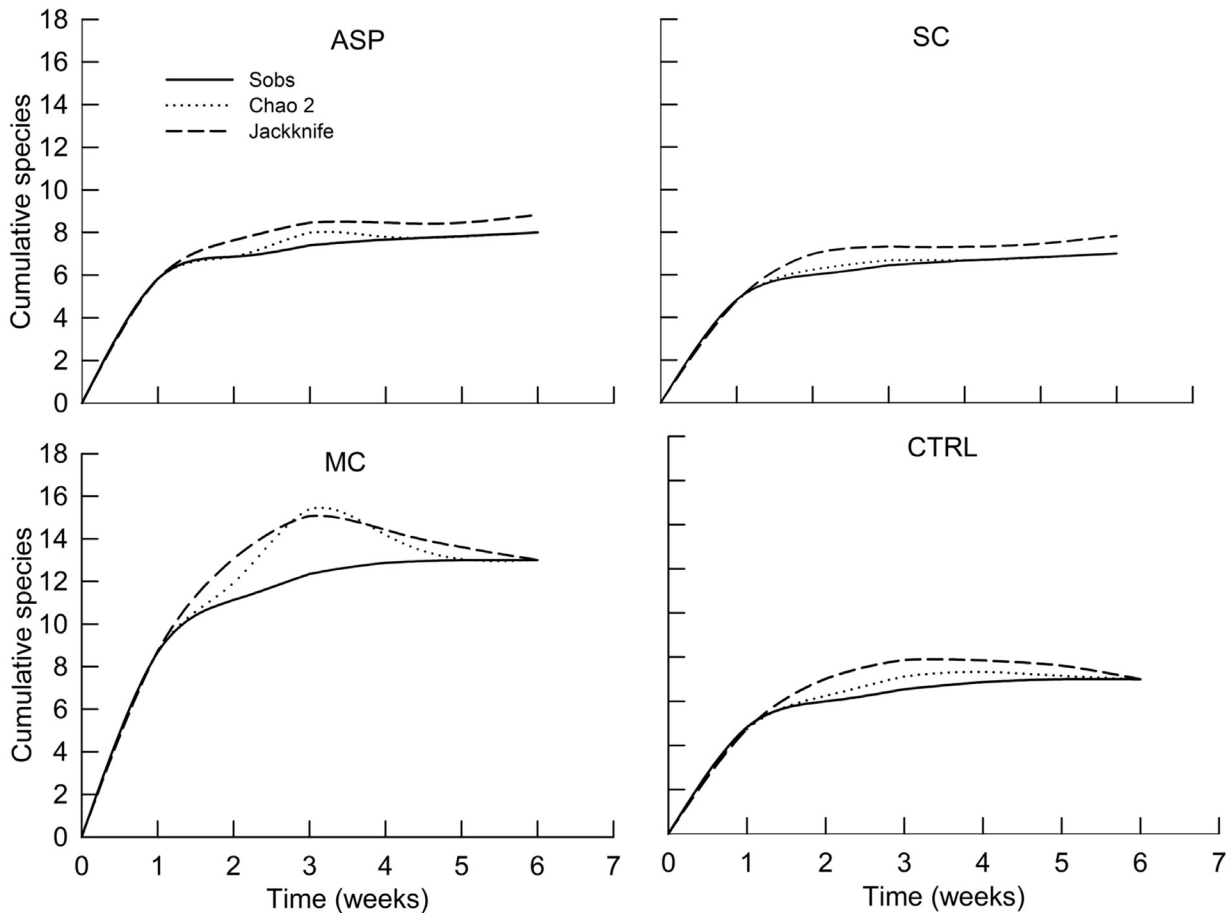 ASP
SC
Sobs
Chao 2
Jackknife
Cumulative species
18
16
14
12
10
8
6
4
2
0
MC
CTRL
Cumulative species
18
16
14
12
10
8
6
4
2
0
0 1 2 3 4 5 6 7
Time (weeks)
0 1 2 3 4 5 6 7
Time (weeks)